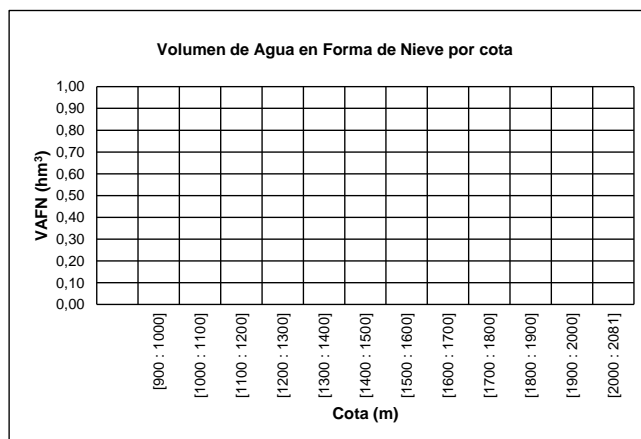 Volumen de Agua en Forma de Nieve por cota
VAFN (hm³)
1,00
0,90
0,80
0,70
0,60
0,50
0,40
0,30
0,20
0,10
0,00
[900 : 1000]
[1000 : 1100]
[1100 : 1200]
[1200 : 1300]
[1300 : 1400]
[1400 : 1500]
[1500 : 1600]
[1600 : 1700]
[1700 : 1800]
[1800 : 1900]
[1900 : 2000]
[2000 : 2081]
Cota (m)